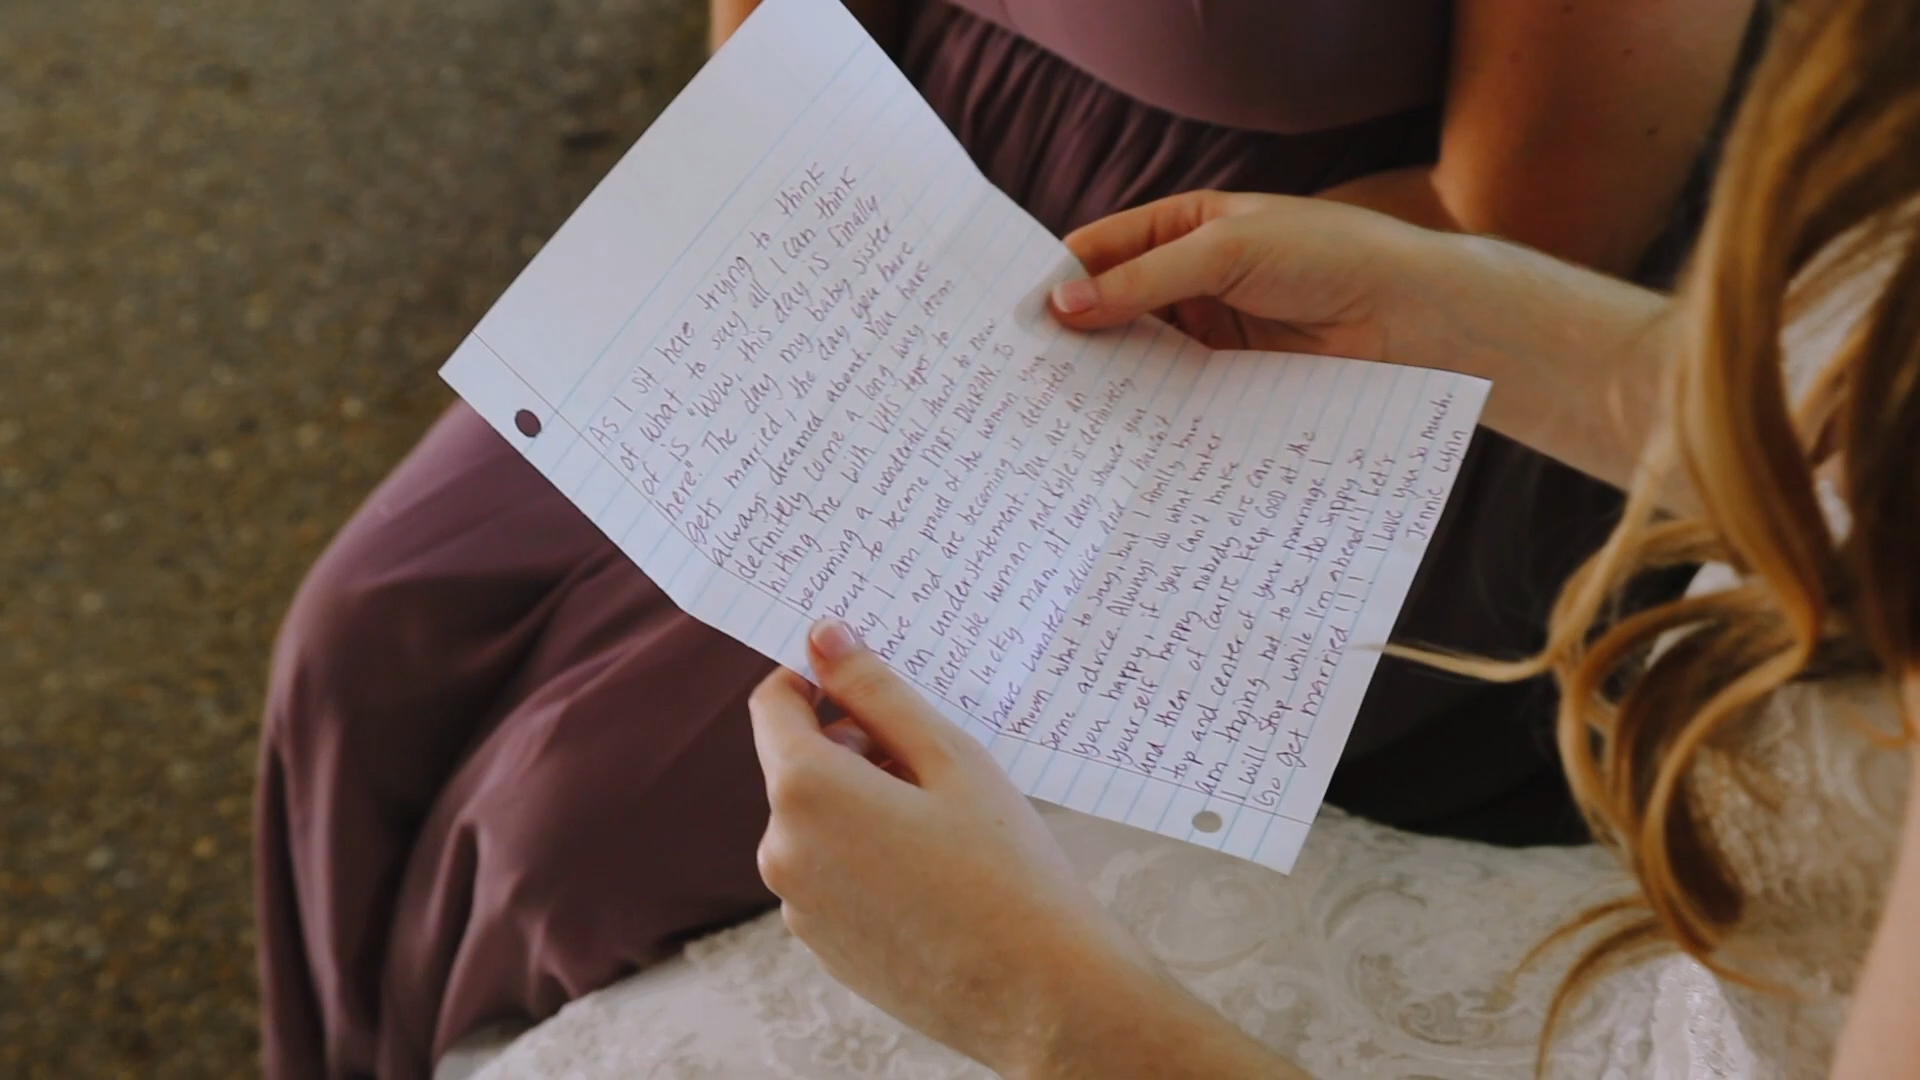 As I sit here trying to think
of what to say all I can think
of is "Wow, this day is finally
here." The day my baby sister
gets married, the day you have
always dreamed about. You have
definitely come a long way from
hitting me with VHS tapes to
becoming a wonderful aunt to now
about to become Mrs. DURAN. To
say I am proud of the woman you
have and are becoming is definitely
an understatement. You are an
incredible woman and Kyle is definitely
a lucky man. At every shower you
have wanted advice and I haven't
known what to say, but I finally have
some advice. Always do what makes
you happy, if you can't make
yourself happy nobody else can
and then of course keep GOD at the
top and center of your marriage. I
am trying not to be to sappy so
I will stop while I'm ahead!! Let's
Go get married!!! I love you so much.
Jennie Lynn